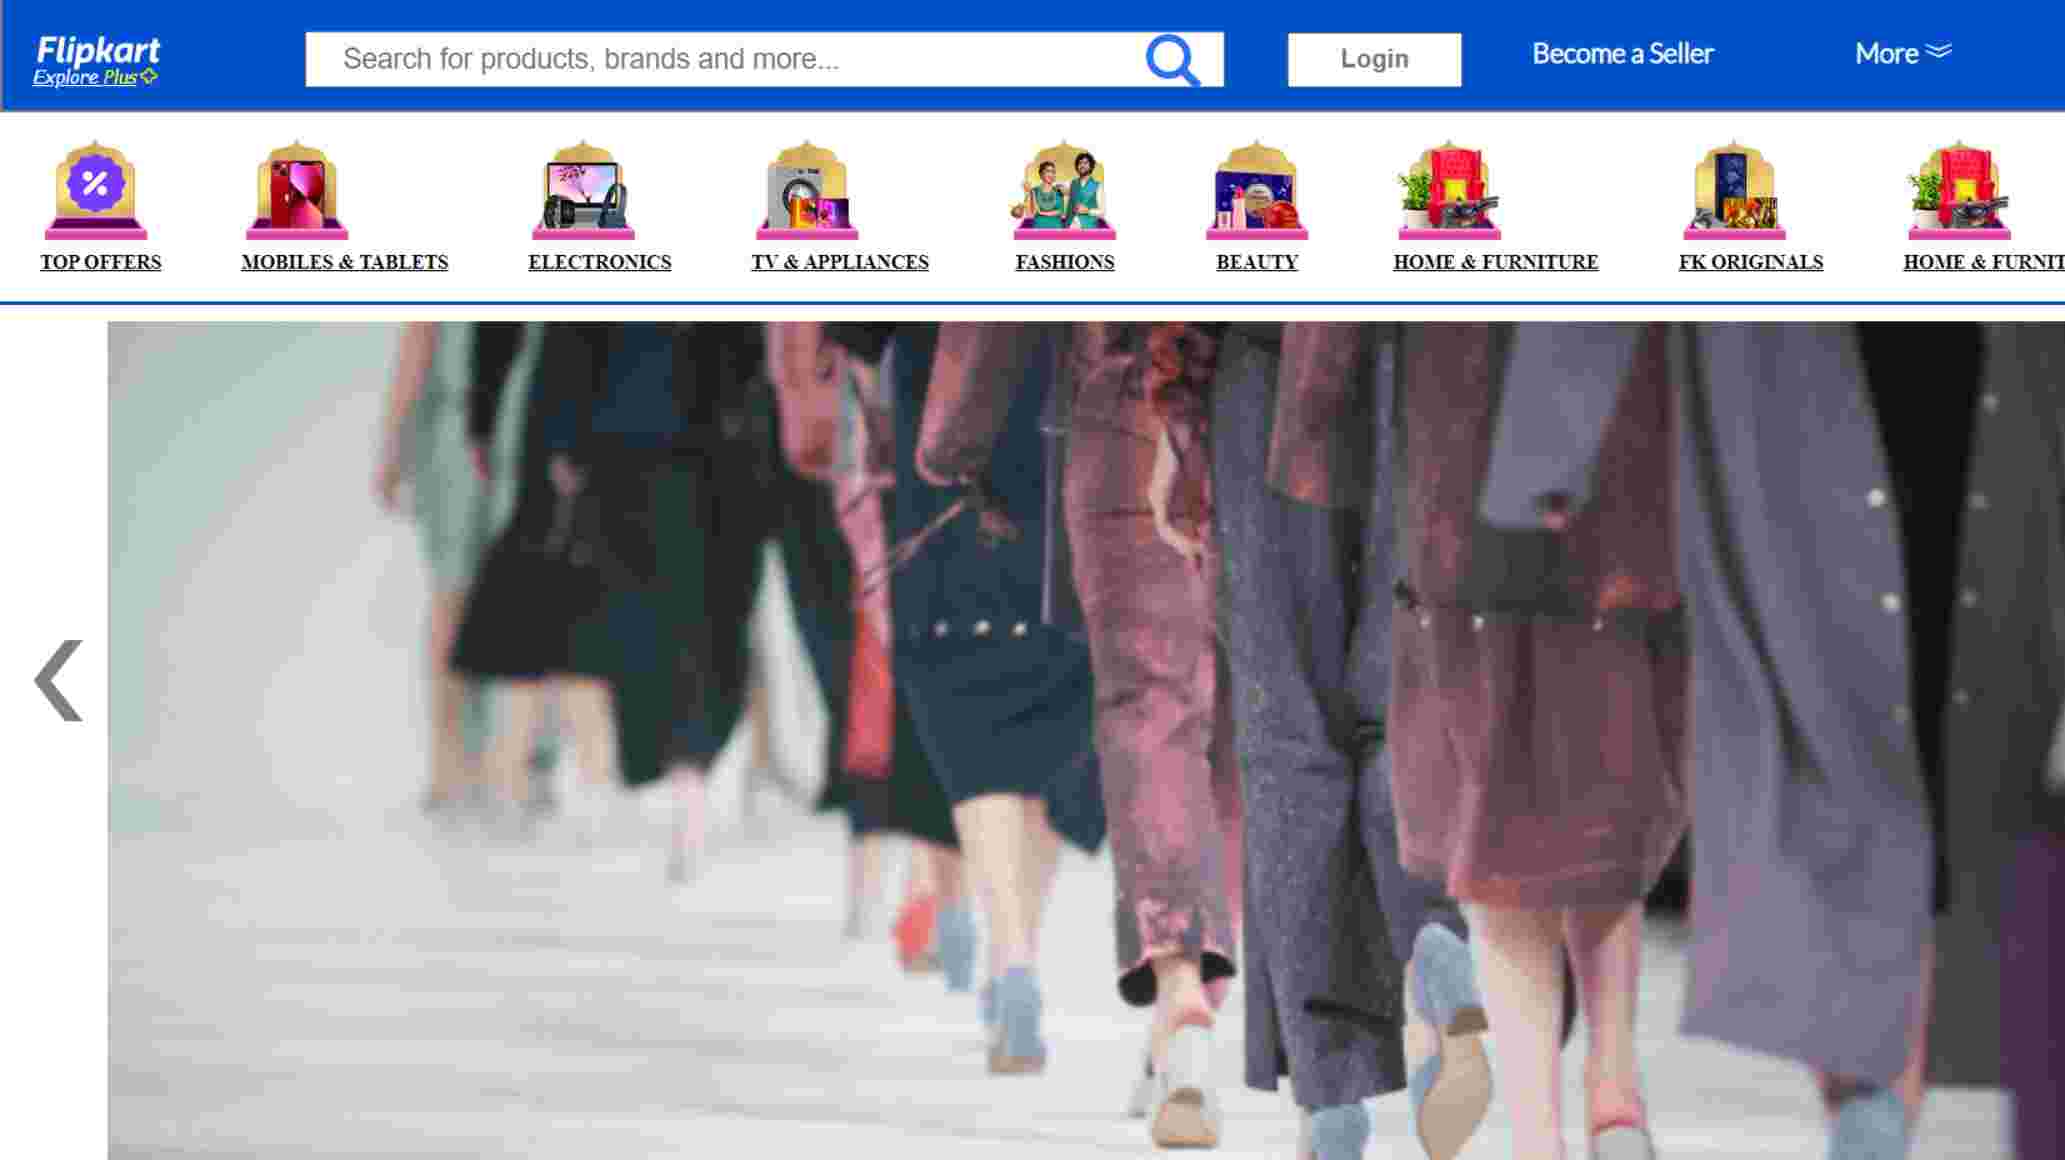 Flipkart
Explore Plus
Search for products, brands and more...
Login
Become a Seller
More
TOP OFFERS
MOBILES & TABLETS
ELECTRONICS
TV & APPLIANCES
FASHIONS
BEAUTY
HOME & FURNITURE
FK ORIGINALS
HOME & FURNIT